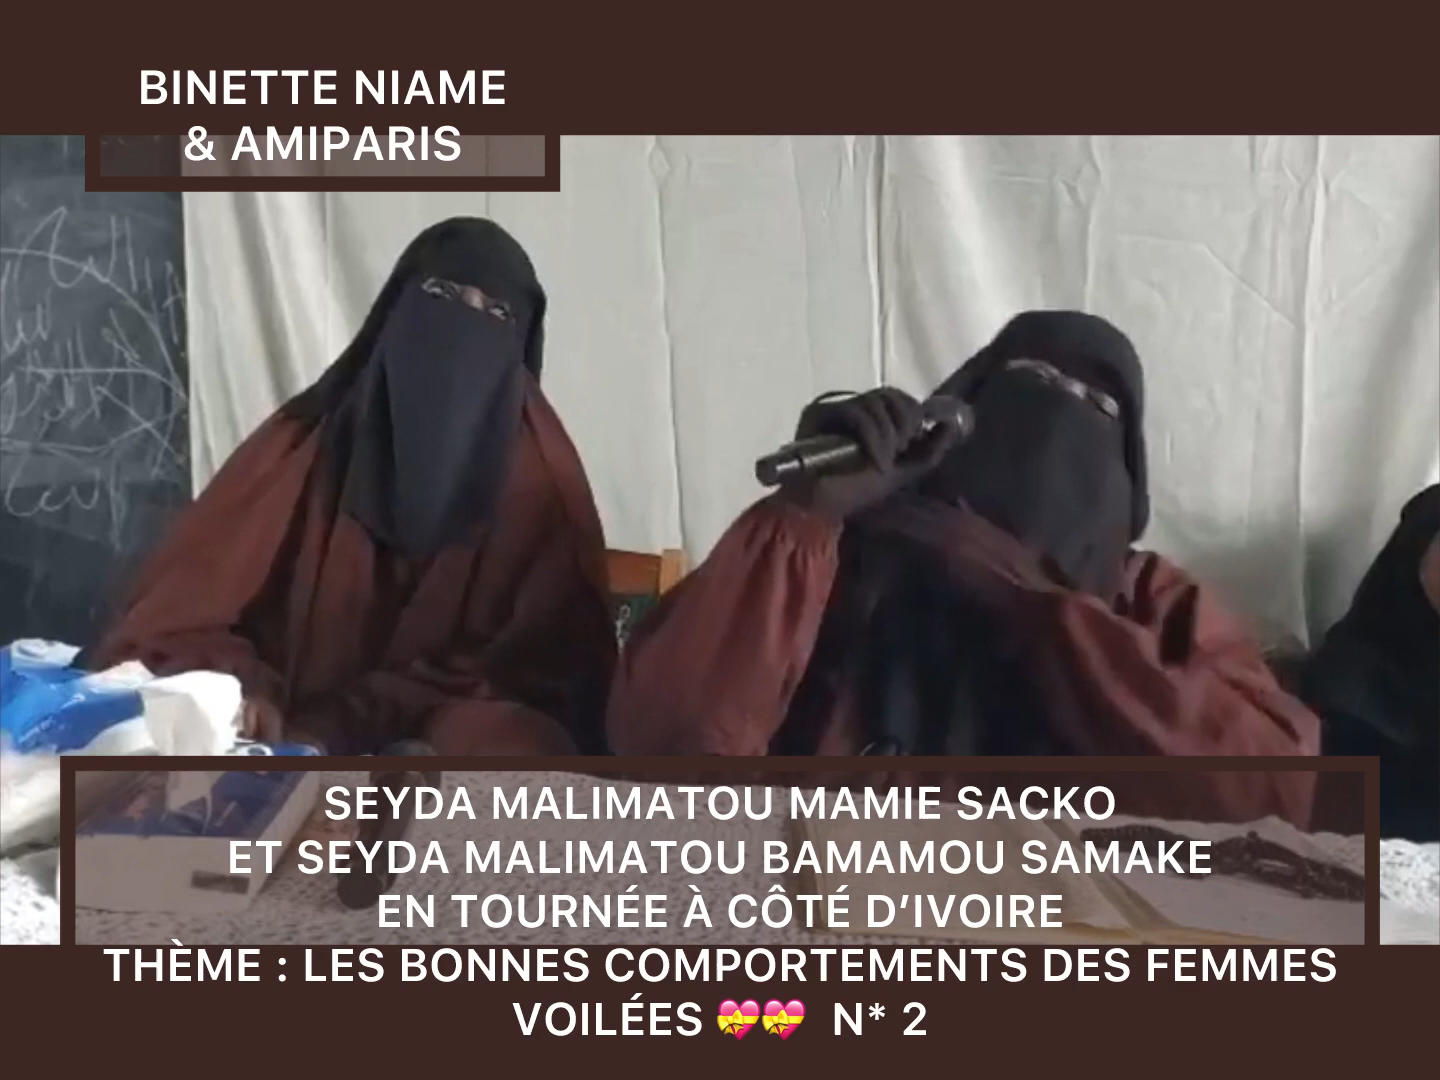 BINETTE NIAME
& AMIPARIS
SEYDA MALIMATOU MAMIE SACKO
ET SEYDA MALIMATOU BAMAMOU SAMAKE
EN TOURNÉE À CÔTÉ D’IVOIRE
THÈME : LES BONNES COMPORTEMENTS DES FEMMES
VOILÉES 💝💝 N* 2